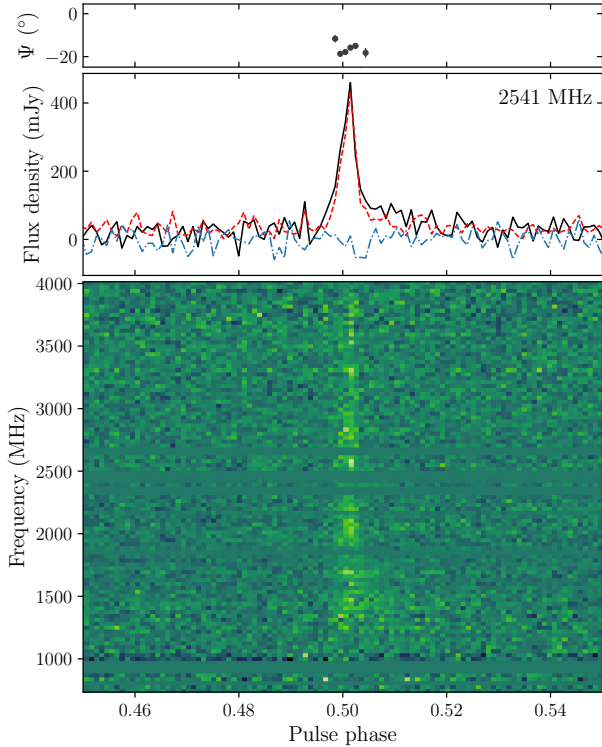 0
−20
Ψ (°)
2541 MHz
400
200
0
Flux density (mJy)
4000
3500
3000
2500
2000
1500
1000
Frequency (MHz)
0.46 0.48 0.50 0.52 0.54
Pulse phase